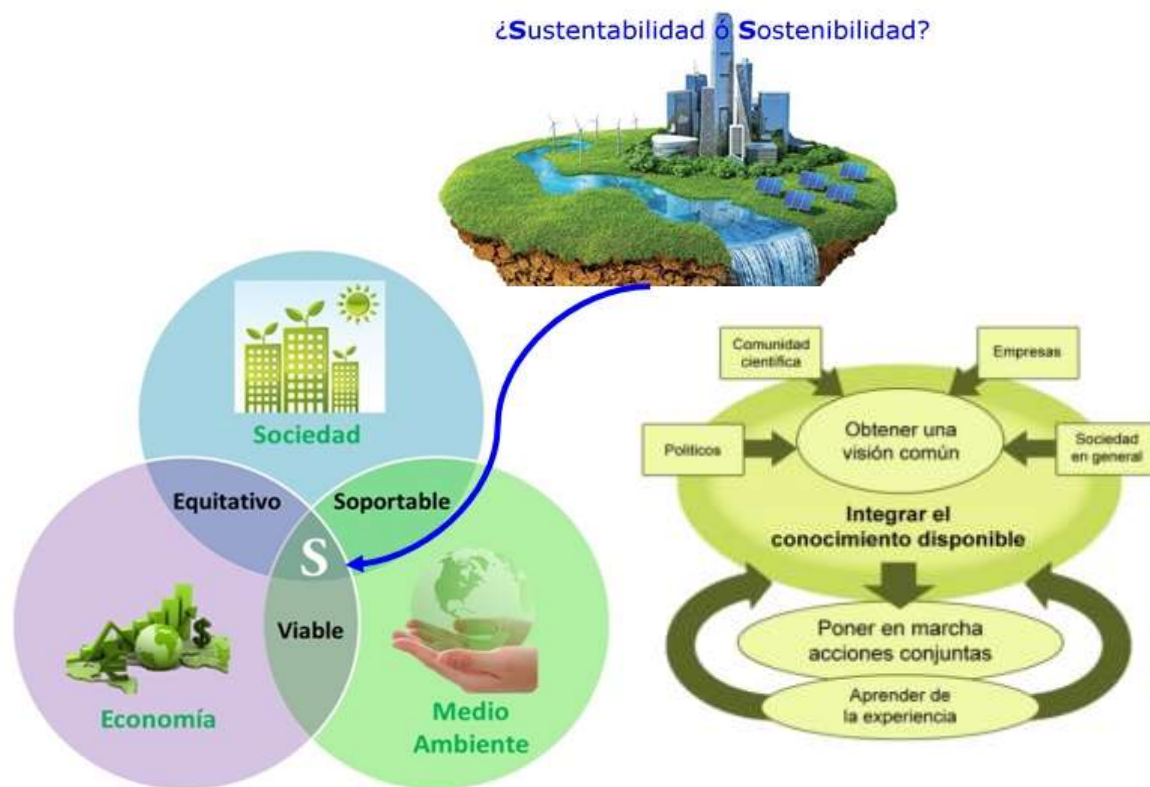 ¿Sustentabilidad ó Sostenibilidad?
Sociedad
Equitativo
Soportable
S
Viable
Economía
Medio
Ambiente
Comunidad
científica
Empresas
Políticos
Obtener una
visión común
Sociedad
en general
Integrar el
conocimiento disponible
Poner en marcha
acciones conjuntas
Aprender de
la experiencia